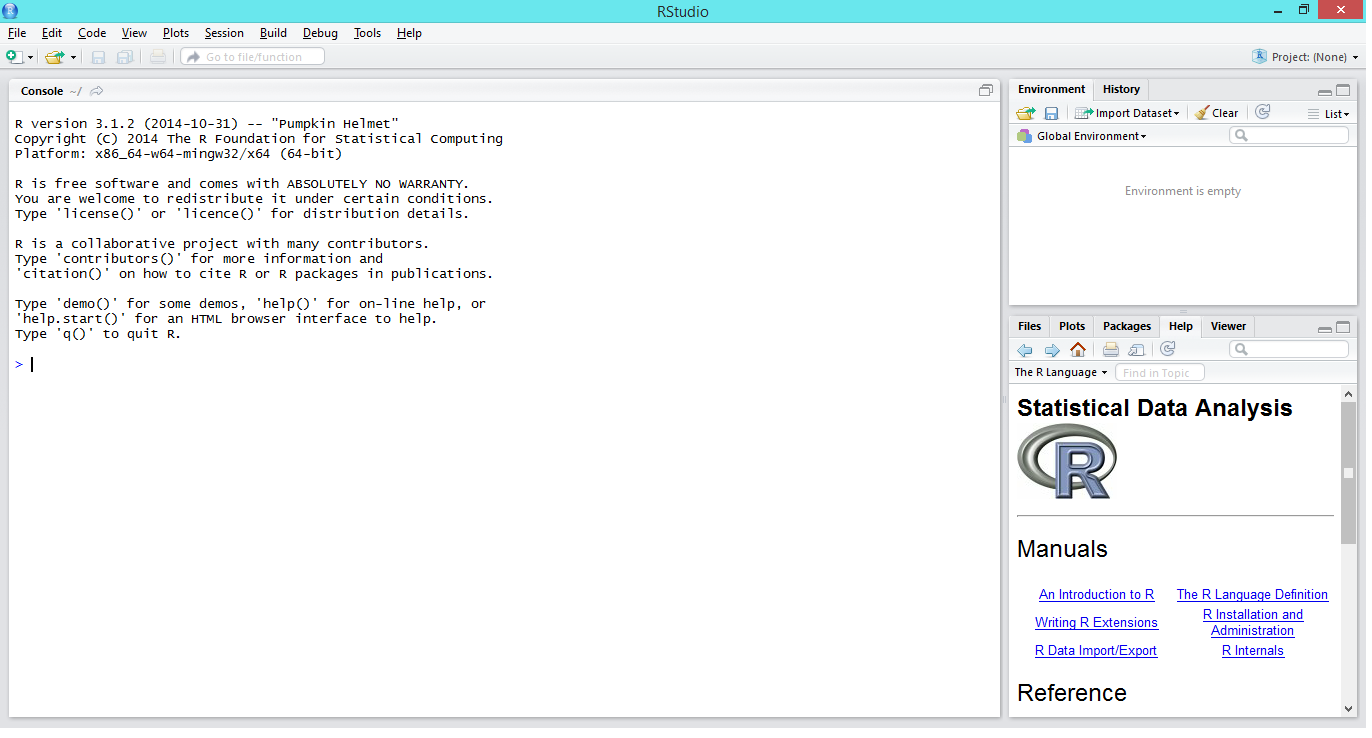 RStudio
File Edit Code View Plots Session Build Debug Tools Help
Go to file/function
Project: (None)
Console ~/
R version 3.1.2 (2014-10-31) -- "Pumpkin Helmet"
Copyright (C) 2014 The R Foundation for Statistical Computing
Platform: x86_64-w64-mingw32/x64 (64-bit)
R is free software and comes with ABSOLUTELY NO WARRANTY.
You are welcome to redistribute it under certain conditions.
Type 'license()' or 'licence()' for distribution details.
R is a collaborative project with many contributors.
Type 'contributors()' for more information and
'citation()' on how to cite R or R packages in publications.
Type 'demo()' for some demos, 'help()' for on-line help, or
'help.start()' for an HTML browser interface to help.
Type 'q()' to quit R.
>
Environment History
Import Dataset Clear List
Global Environment
Environment is empty
Files Plots Packages Help Viewer
The R Language Find in Topic
Statistical Data Analysis
R
Manuals
An Introduction to R The R Language Definition
Writing R Extensions R Installation and
Administration
R Data Import/Export R Internals
Reference